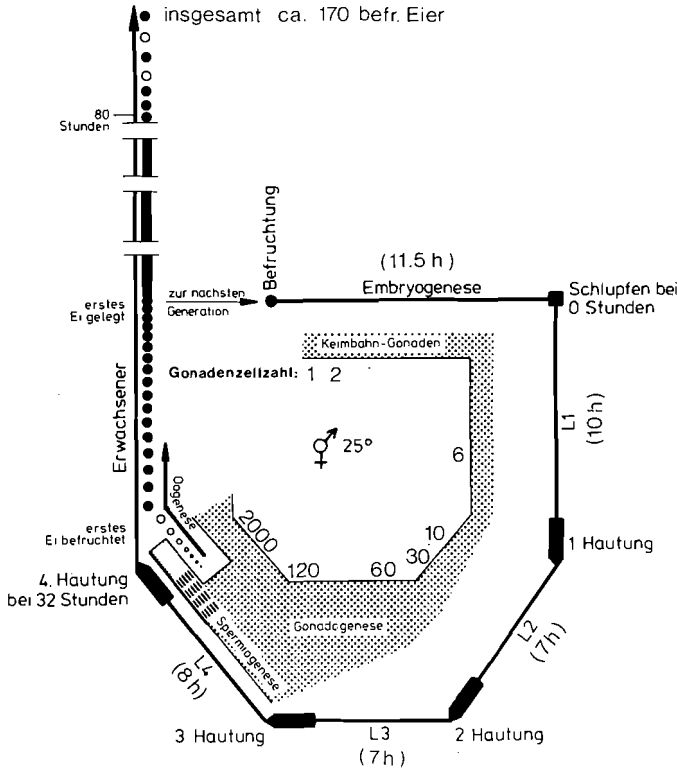 insgesamt ca. 170 befr. Eier
80
Stunden
Befruchtung
(11.5 h)
Embryogenese
Schlupfen bei
0 Stunden
erstes
Ei gelegt
zur nächsten
Generation
Keimbahn-Gonaden
Gonadenzellzahl: 1 2
Erwachsener
25°
6
L1
(10 h)
Oogenese
2000
10
30
erstes
Ei befruchtet
1 Hautung
120
60
4. Hautung
bei 32 Stunden
Gonadogenese
Spermiogenese
L2
(7h)
L4
(8h)
3 Hautung
L3
(7h)
2 Hautung